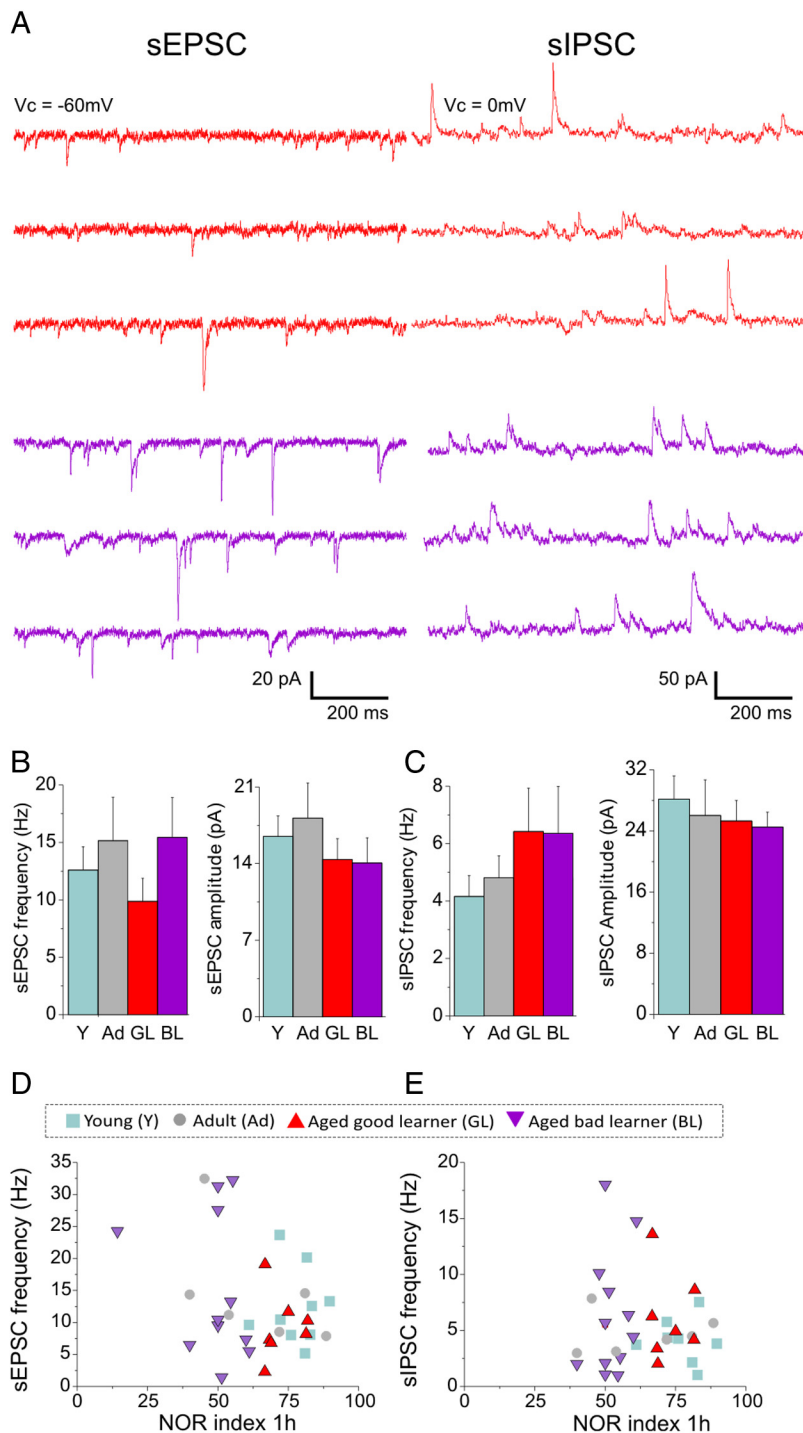 A
sEPSC
sIPSC
Vc = -60mV
Vc = 0mV
20 pA
200 ms
50 pA
200 ms
B
sEPSC frequency (Hz)
20
15
10
5
0
Y Ad GL BL
sEPSC amplitude (pA)
21
14
7
0
Y Ad GL BL
C
sIPSC frequency (Hz)
8
6
4
2
0
Y Ad GL BL
sIPSC Amplitude (pA)
32
24
16
8
0
Y Ad GL BL
D
E
Young (Y) Adult (Ad) Aged good learner (GL) Aged bad learner (BL)
sEPSC frequency (Hz)
35
30
25
20
15
10
5
0
0 25 50 75 100
NOR index 1h
sIPSC frequency (Hz)
20
15
10
5
0
0 25 50 75 100
NOR index 1h